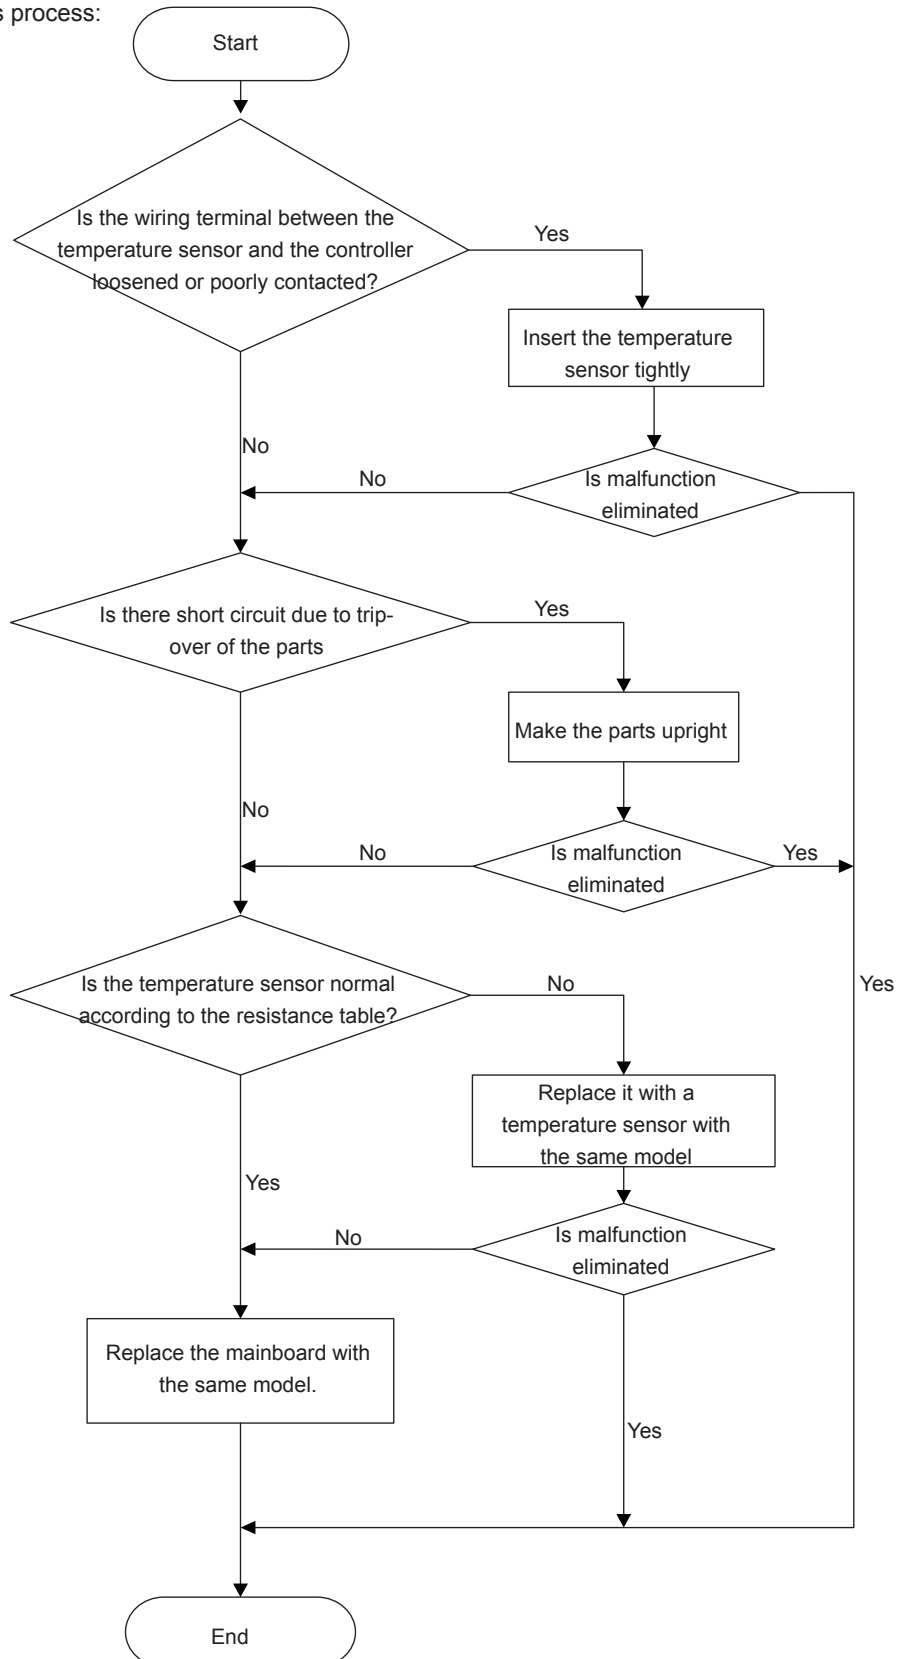 s process:
Start
Is the wiring terminal between the
temperature sensor and the controller
loosened or poorly contacted?
Yes
Insert the temperature
sensor tightly
No
No
Is malfunction
eliminated
Is there short circuit due to trip-
over of the parts
Yes
Make the parts upright
No
No
Is malfunction
eliminated
Yes
Is the temperature sensor normal
according to the resistance table?
No
Yes
Replace it with a
temperature sensor with
the same model
Yes
No
Is malfunction
eliminated
Replace the mainboard with
the same model.
Yes
End